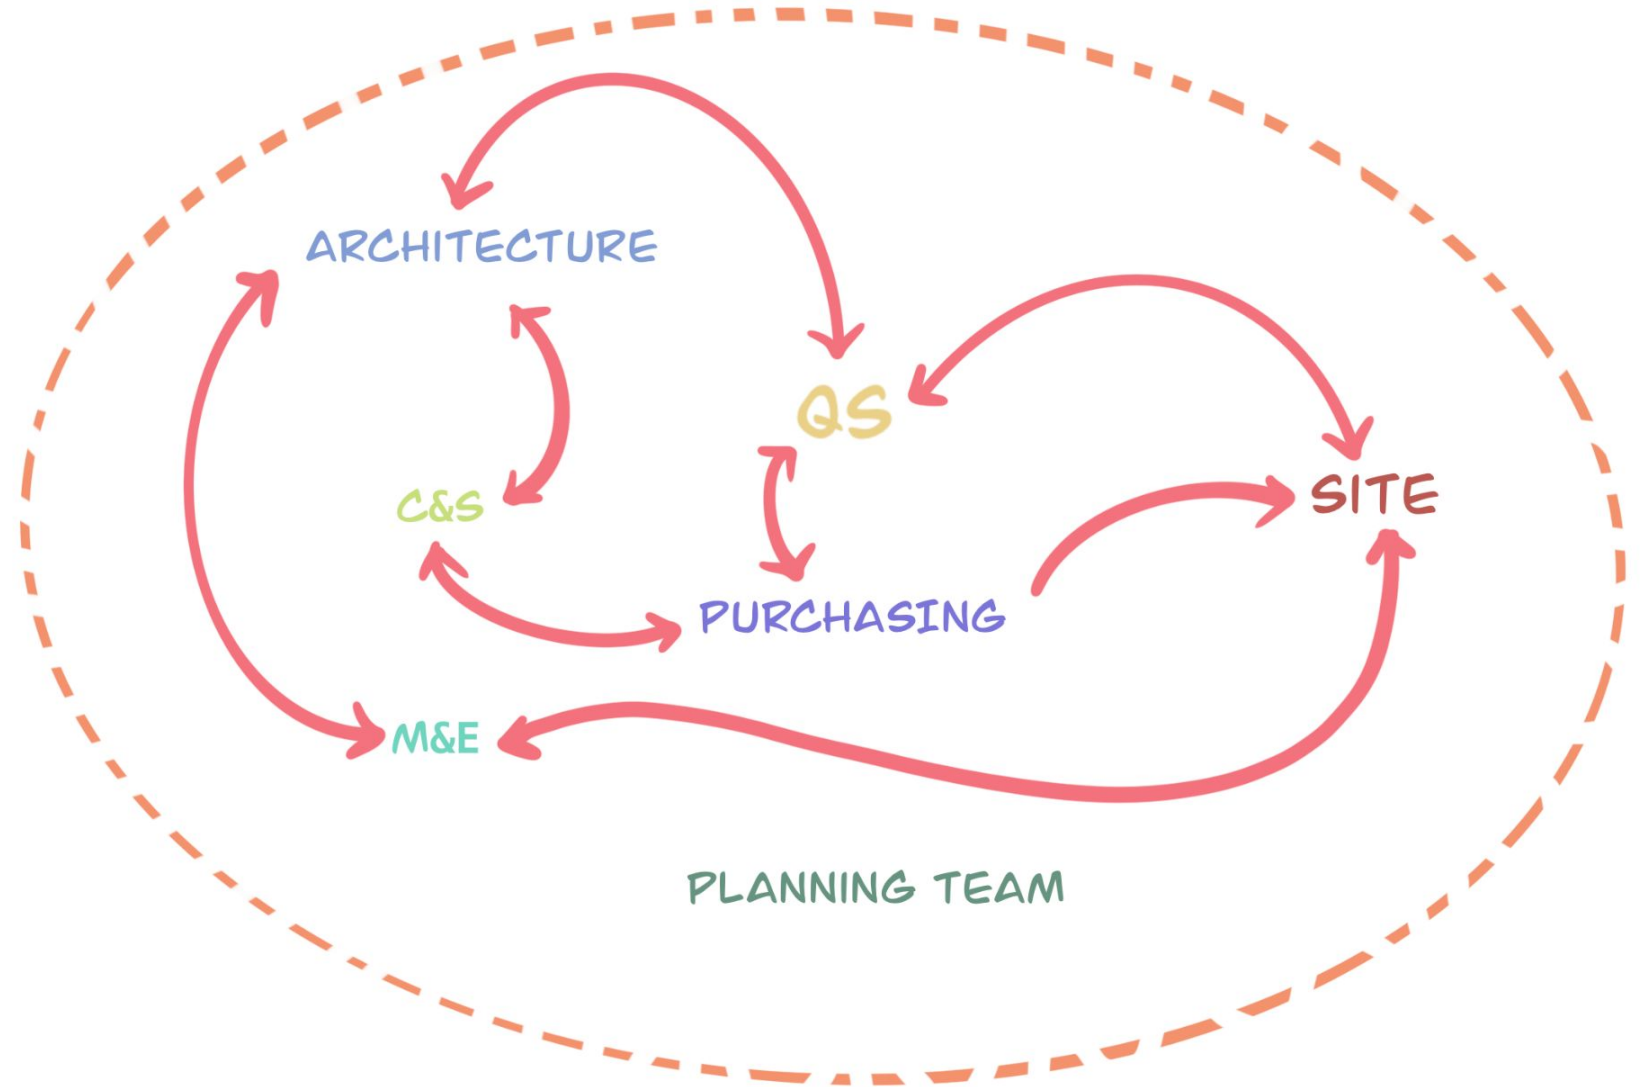 ARCHITECTURE
QS
SITE
C&S
PURCHASING
M&E
PLANNING TEAM